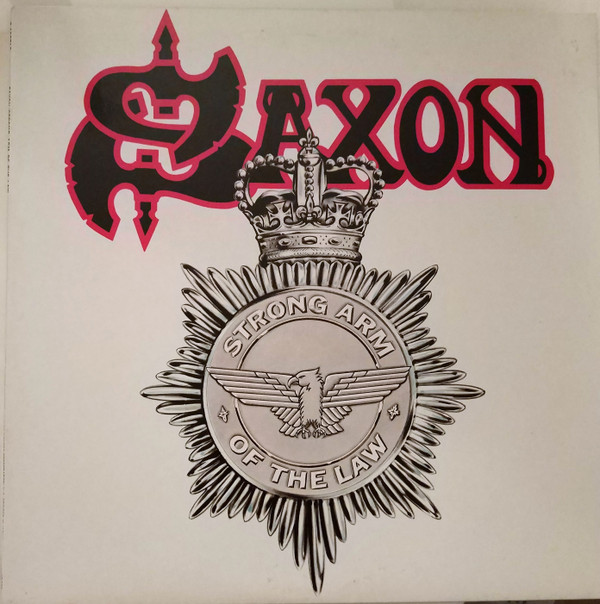 SAXON
STRONG ARM
OF THE LAW